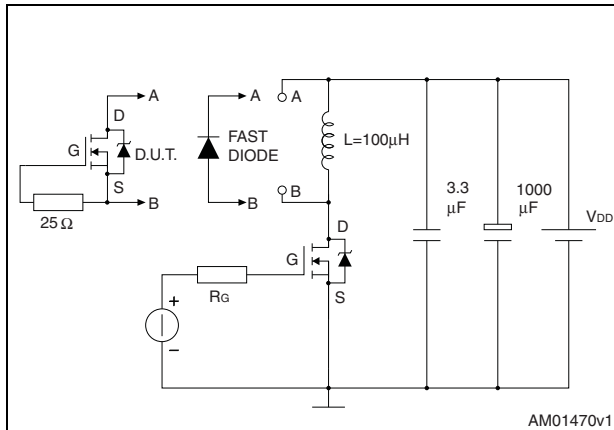 A
A
A
D
G
D.U.T.
FAST
DIODE
L=100μH
S
B
B
B
25 Ω
D
G
S
3.3
μF
1000
μF
VDD
RG
+
−
AM01470v1